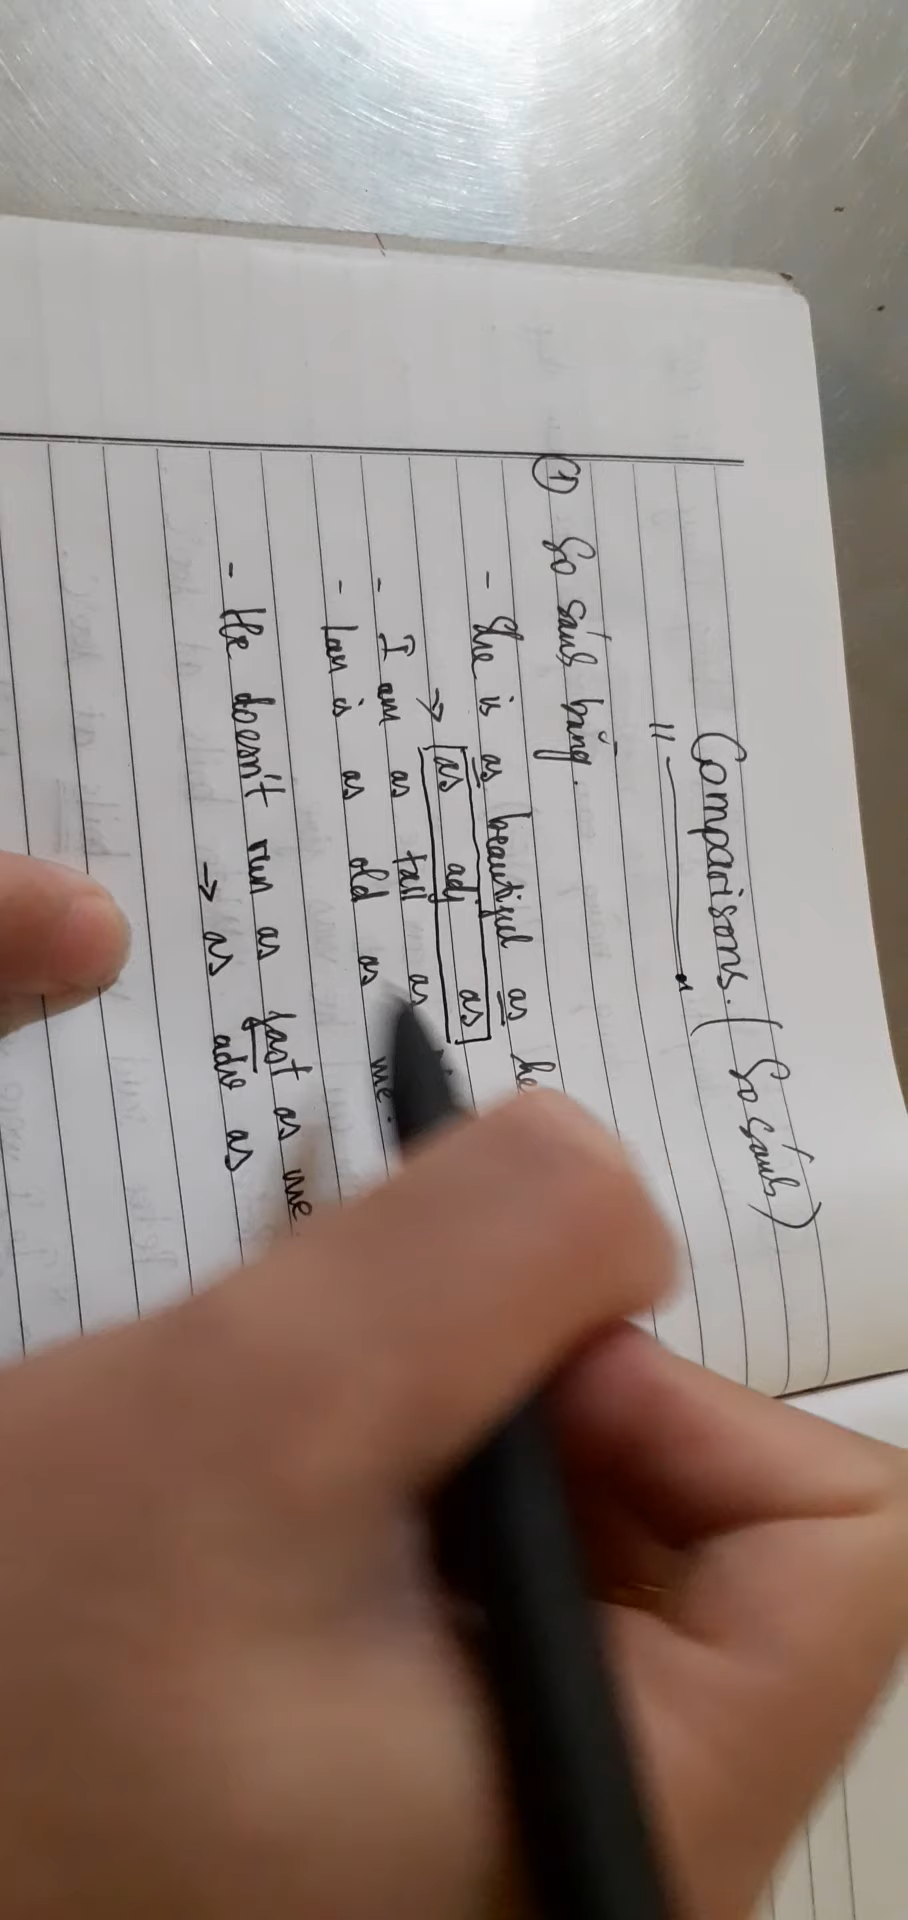 Comparisons. (So sánh)
① So sánh bằng.
- She is as beautiful as
→ as adj as
- I am as tall as
- Lan is as old as me.
- He doesn't run as fast as me
→ as adv as